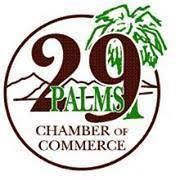 29
PALMS
CHAMBER OF
COMMERCE